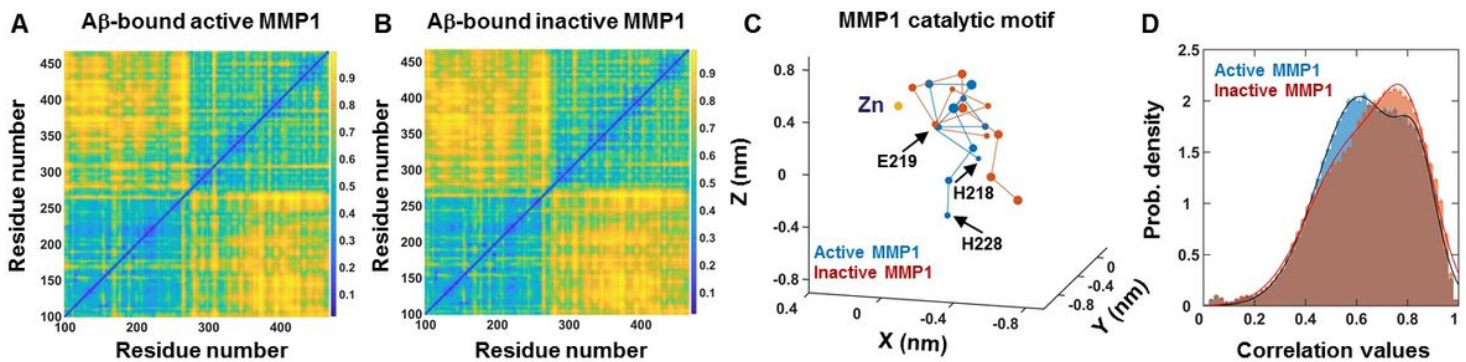 A
Aβ-bound active MMP1
Residue number
450
400
350
300
250
200
150
100
100
200
300
400
Residue number
0.9
0.8
0.7
0.6
0.5
0.4
0.3
0.2
0.1
B
Aβ-bound inactive MMP1
Residue number
450
400
350
300
250
200
150
100
100
200
300
400
Residue number
0.9
0.8
0.7
0.6
0.5
0.4
0.3
0.2
0.1
C
MMP1 catalytic motif
Z (nm)
0.8
0.4
0
-0.4
-0.8
Zn
E219
H218
H228
Active MMP1
Inactive MMP1
0.4
0
-0.4
-0.8
X (nm)
0
-0.4
-0.8
Y (nm)
D
Prob. density
2.5
2
1.5
1
0.5
0
Active MMP1
Inactive MMP1
0
0.2
0.4
0.6
0.8
1
Correlation values